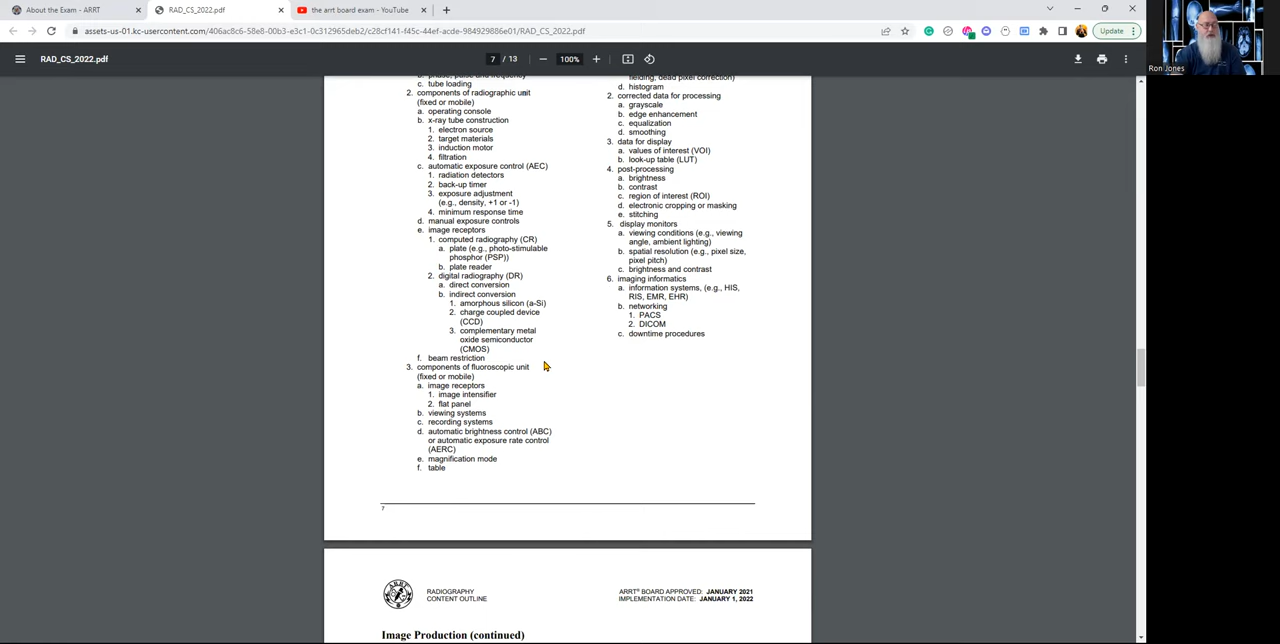 About the Exam - ARRT
RAD_CS_2022.pdf
the arrt board exam - YouTube
assets-us-01.kc-usercontent.com/406ac8c6-58e8-00b3-e3c1-0c312965deb2/c28cf141-f45c-44ef-acde-984929886e01/RAD_CS_2022.pdf
Update
Ron Jones
RAD_CS_2022.pdf
7 / 13
100%
b. phase, pulse and frequency
c. tube loading
2. components of radiographic unit
(fixed or mobile)
a. operating console
b. x-ray tube construction
1. electron source
2. target materials
3. induction motor
4. filtration
c. automatic exposure control (AEC)
1. radiation detectors
2. back-up timer
3. exposure adjustment
(e.g., density, +1 or -1)
4. minimum response time
d. manual exposure controls
e. image receptors
1. computed radiography (CR)
a. plate (e.g., photo-stimulable
phosphor (PSP))
b. plate reader
2. digital radiography (DR)
a. direct conversion
b. indirect conversion
1. amorphous silicon (a-Si)
2. charge coupled device
(CCD)
3. complementary metal
oxide semiconductor
(CMOS)
f. beam restriction
3. components of fluoroscopic unit
(fixed or mobile)
a. image receptors
1. image intensifier
2. flat panel
b. viewing systems
c. recording systems
d. automatic brightness control (ABC)
or automatic exposure rate control
(AERC)
e. magnification mode
f. table
fielding, dead pixel correction)
d. histogram
2. corrected data for processing
a. grayscale
b. edge enhancement
c. equalization
d. smoothing
3. data for display
a. values of interest (VOI)
b. look-up table (LUT)
4. post-processing
a. brightness
b. contrast
c. region of interest (ROI)
d. electronic cropping or masking
e. stitching
5. display monitors
a. viewing conditions (e.g., viewing
angle, ambient lighting)
b. spatial resolution (e.g., pixel size,
pixel pitch)
c. brightness and contrast
6. imaging informatics
a. information systems, (e.g., HIS,
RIS, EMR, EHR)
b. networking
1. PACS
2. DICOM
c. downtime procedures
7
ARRT
RADIOGRAPHY
CONTENT OUTLINE
ARRT® BOARD APPROVED: JANUARY 2021
IMPLEMENTATION DATE: JANUARY 1, 2022
Image Production (continued)